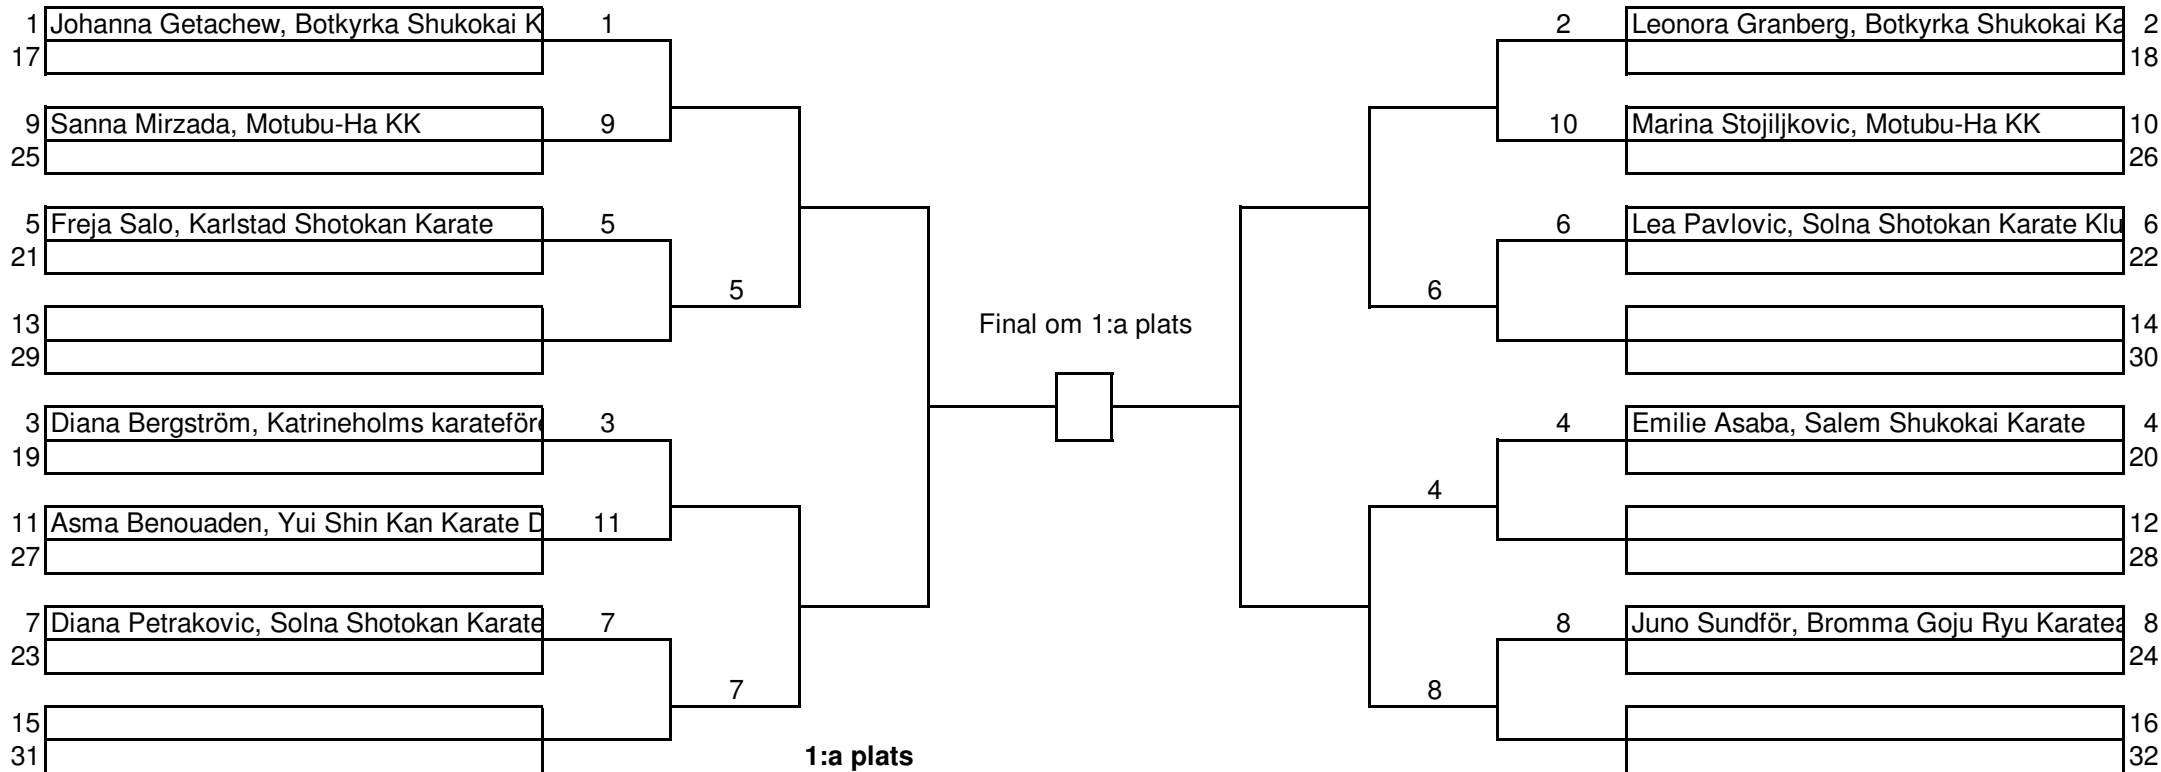 1 Johanna Getachew, Botkyrka Shukokai K 1 2 Leonora Granberg, Botkyrka Shukokai Ka 2
17 18
9 Sanna Mirzada, Motubu-Ha KK 9 10 Marina Stojiljkovic, Motubu-Ha KK 10
25 26
5 Freja Salo, Karlstad Shotokan Karate 5 6 Lea Pavlovic, Solna Shotokan Karate Klu 6
21 22
5 6
13 Final om 1:a plats 14
29 30
3 Diana Bergström, Katrineholms karateföre 3 4 Emilie Asaba, Salem Shukokai Karate 4
19 20
4
11 Asma Benouaden, Yui Shin Kan Karate D 11 12
27 28
7 Diana Petrakovic, Solna Shotokan Karate 7 8 Juno Sundför, Bromma Goju Ryu Karatea 8
23 24
7 8
15 16
31 1:a plats 32